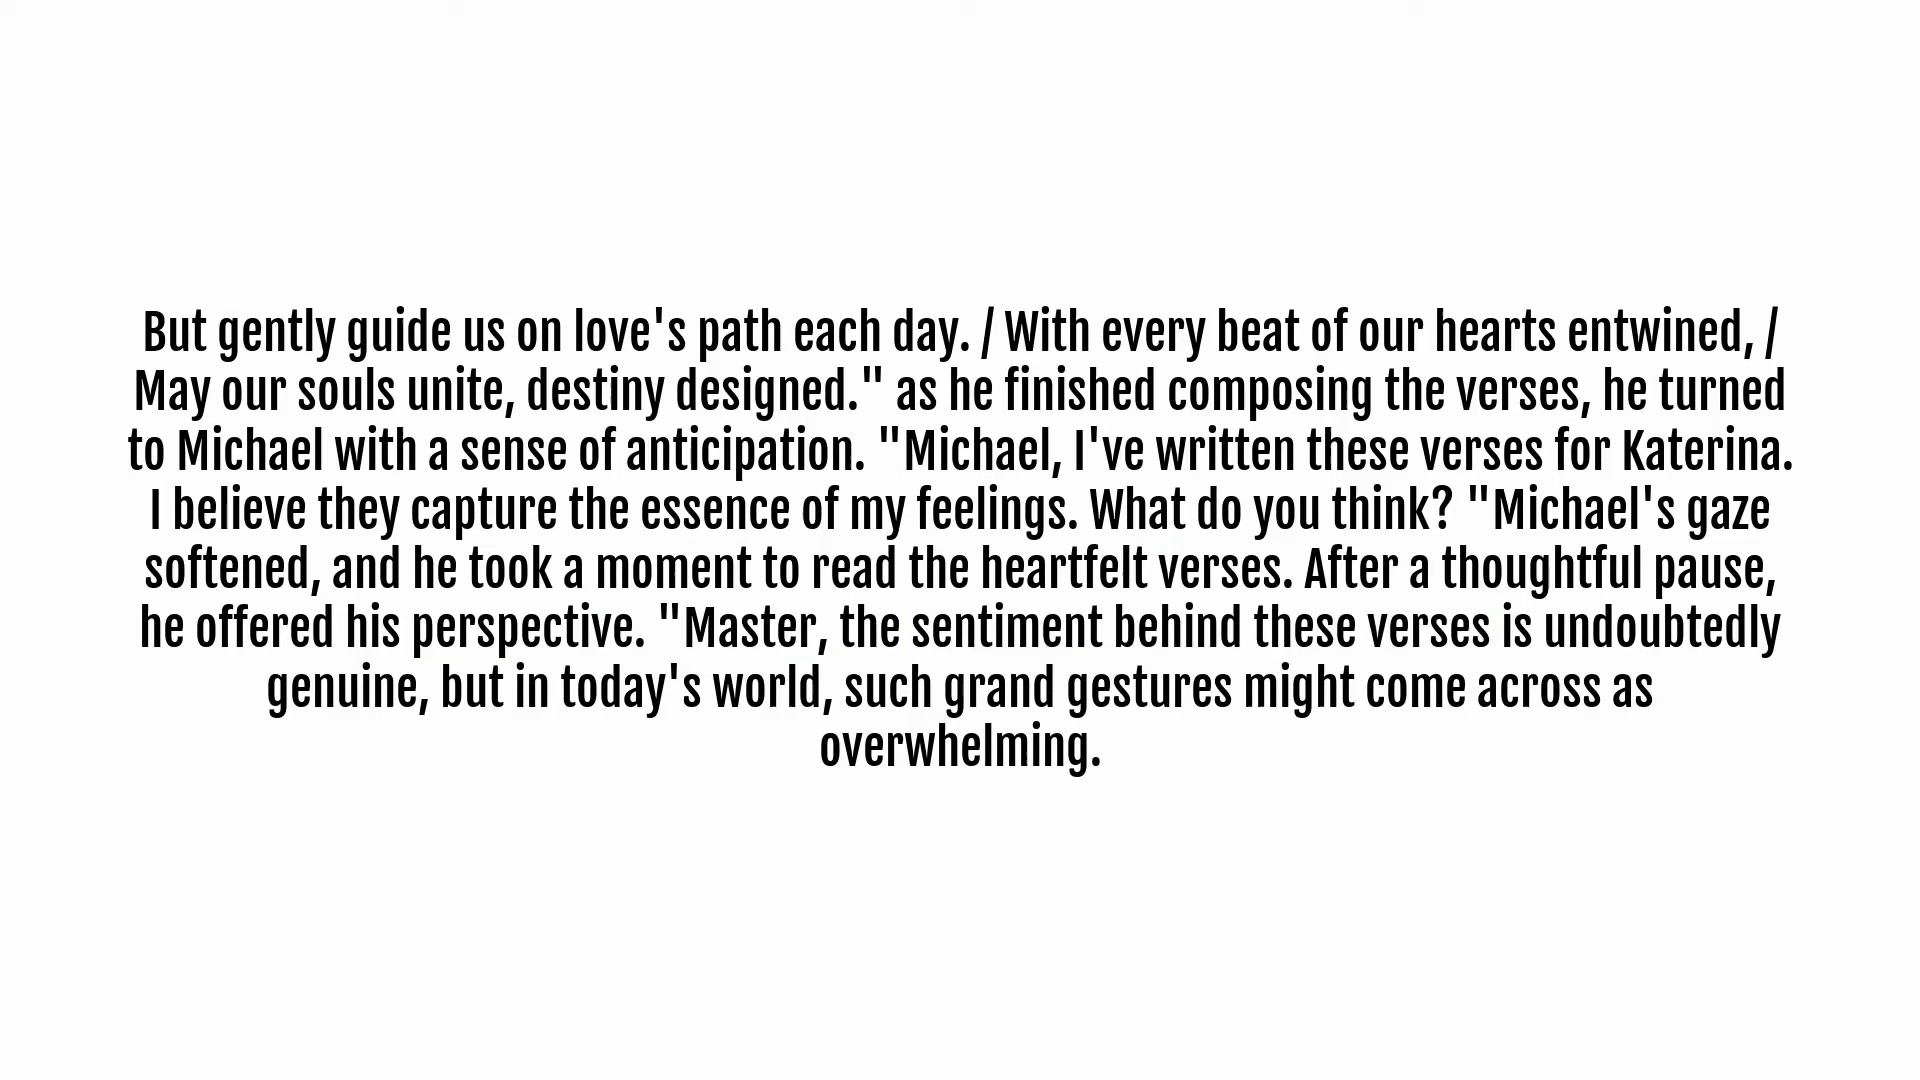 But gently guide us on love's path each day. / With every beat of our hearts entwined, /
May our souls unite, destiny designed." as he finished composing the verses, he turned
to Michael with a sense of anticipation. "Michael, I've written these verses for Katerina.
I believe they capture the essence of my feelings. What do you think? "Michael's gaze
softened, and he took a moment to read the heartfelt verses. After a thoughtful pause,
he offered his perspective. "Master, the sentiment behind these verses is undoubtedly
genuine, but in today's world, such grand gestures might come across as
overwhelming.